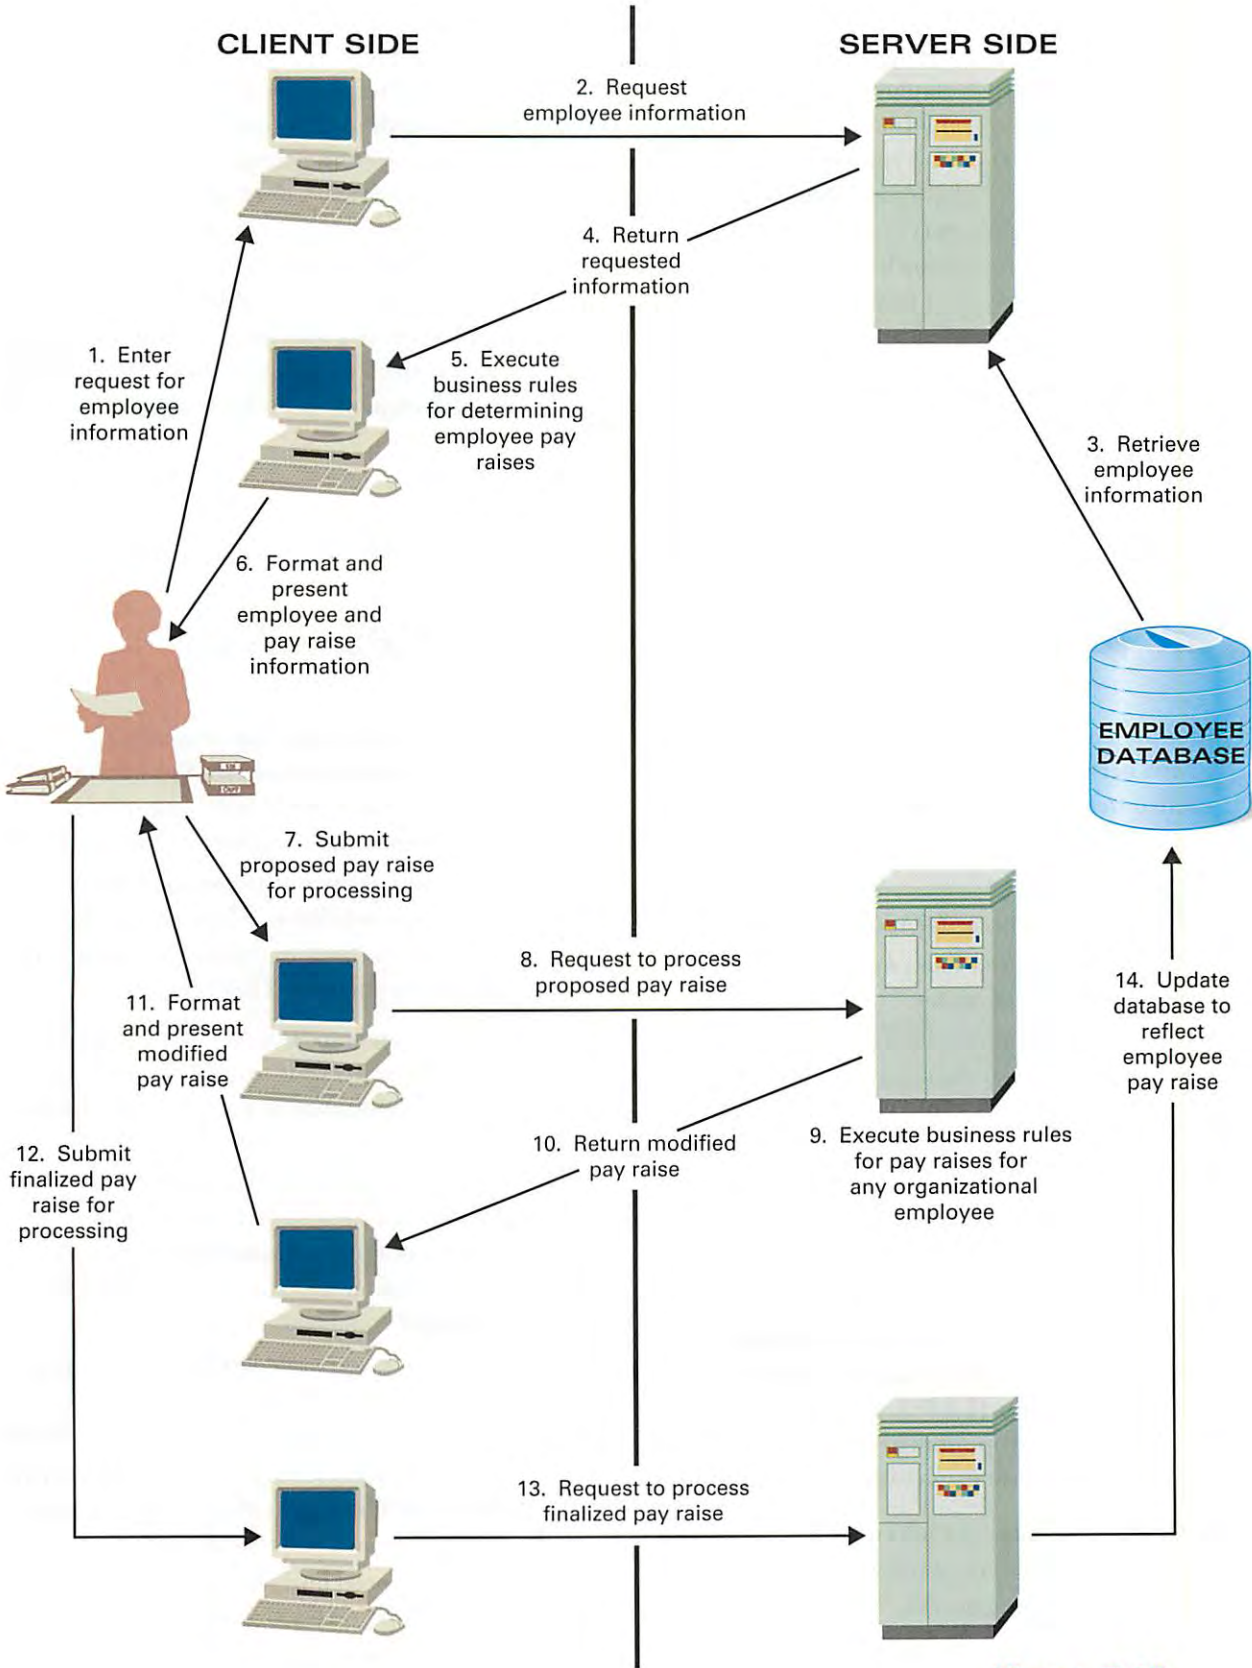 CLIENT SIDE
SERVER SIDE
2. Request
employee information
4. Return
requested
information
1. Enter
request for
employee
information
5. Execute
business rules
for determining
employee pay
raises
3. Retrieve
employee
information
6. Format and
present
employee and
pay raise
information
EMPLOYEE
DATABASE
7. Submit
proposed pay raise
for processing
8. Request to process
proposed pay raise
11. Format
and present
modified
pay raise
14. Update
database to
reflect
employee
pay raise
12. Submit
finalized pay
raise for
processing
10. Return modified
pay raise
9. Execute business rules
for pay raises for
any organizational
employee
13. Request to process
finalized pay raise